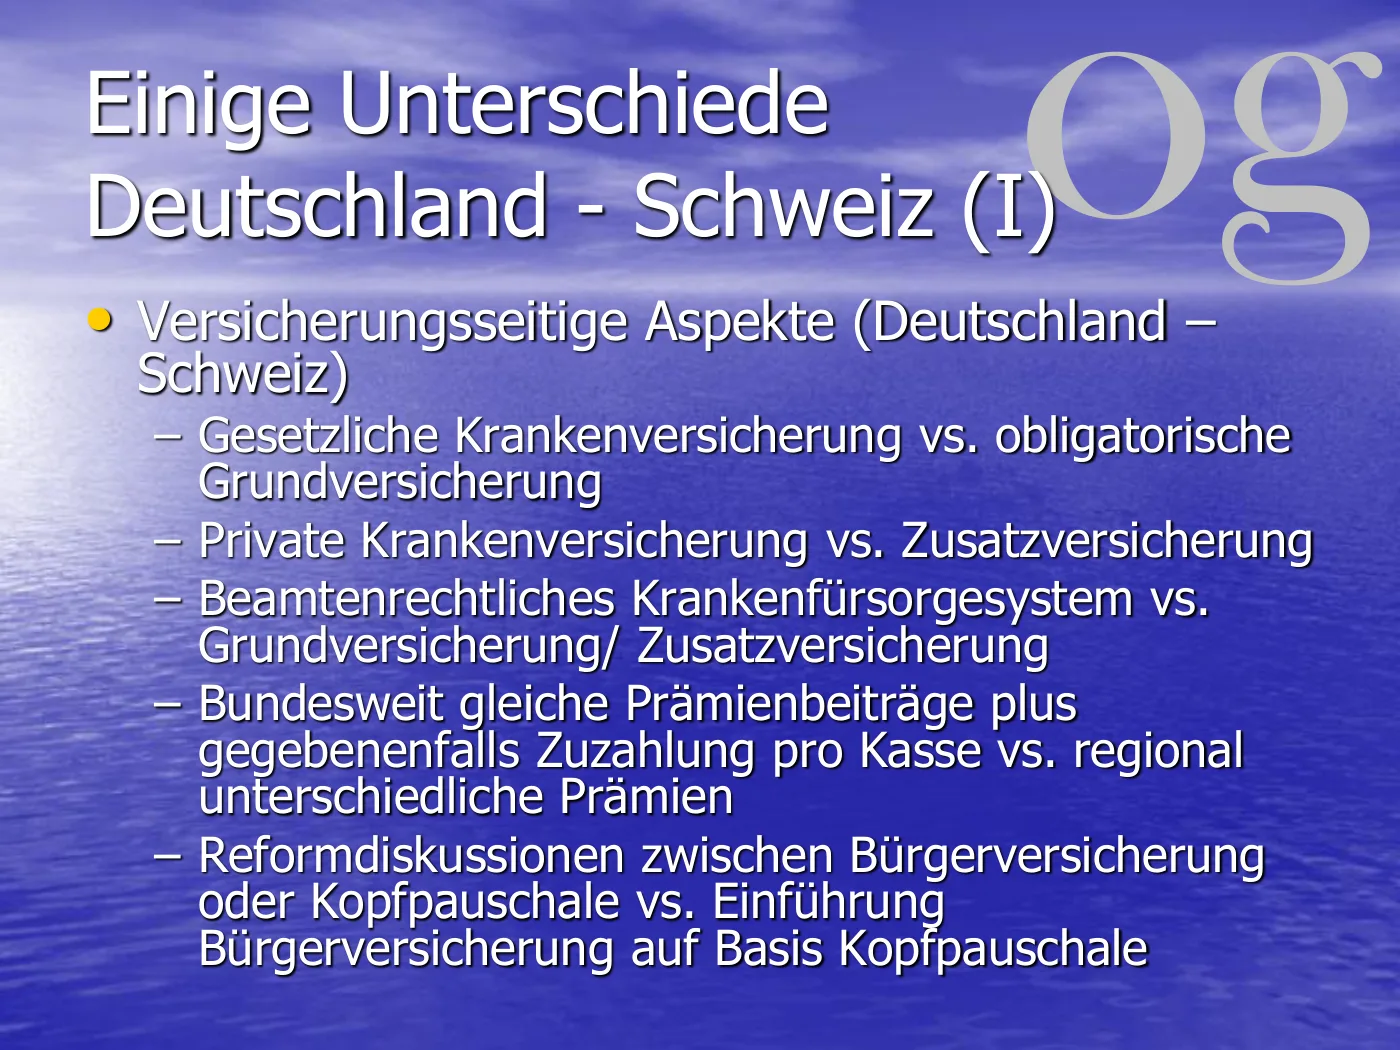 og
Einige Unterschiede
Deutschland - Schweiz (I)
• Versicherungsseitige Aspekte (Deutschland –
Schweiz)
– Gesetzliche Krankenversicherung vs. obligatorische
Grundversicherung
– Private Krankenversicherung vs. Zusatzversicherung
– Beamtenrechtliches Krankenfürsorgesystem vs.
Grundversicherung/ Zusatzversicherung
– Bundesweit gleiche Prämienbeiträge plus
gegebenenfalls Zuzahlung pro Kasse vs. regional
unterschiedliche Prämien
– Reformdiskussionen zwischen Bürgerversicherung
oder Kopfpauschale vs. Einführung
Bürgerversicherung auf Basis Kopfpauschale